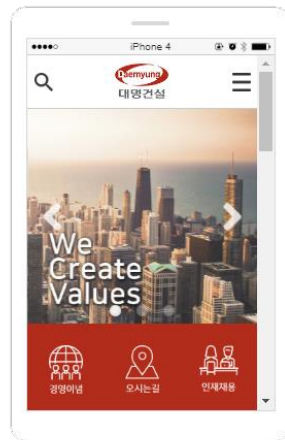 iPhone 4
Daemyung
대명건설
We
Create
Values
경영이념
오시는길
인재채용